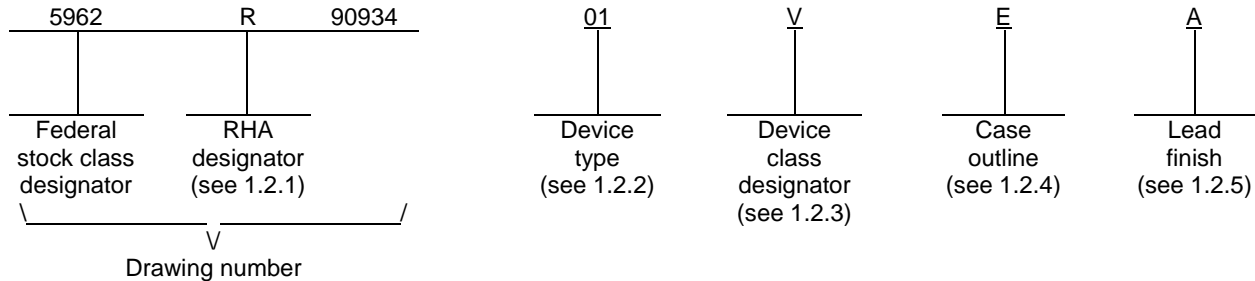 5962 R 90934 01 V E A
Federal stock class designator
RHA designator (see 1.2.1)
Device type (see 1.2.2)
Device class designator (see 1.2.3)
Case outline (see 1.2.4)
Lead finish (see 1.2.5)
Drawing number